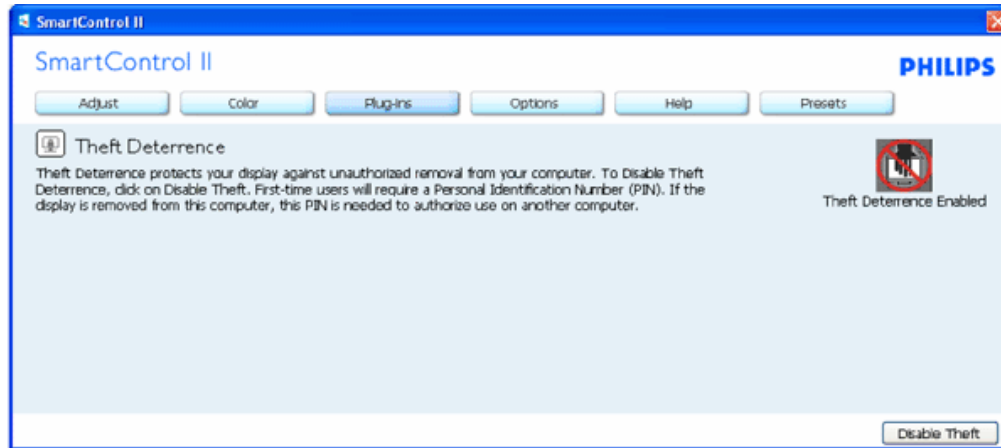 SmartControl II
SmartControl II
PHILIPS
Adjust Color Plug-Ins Options Help Presets
Theft Deterrence
Theft Deterrence protects your display against unauthorized removal from your computer. To Disable Theft
Deterrence, click on Disable Theft. First-time users will require a Personal Identification Number (PIN). If the
display is removed from this computer, this PIN is needed to authorize use on another computer.
Theft Deterrence Enabled
Disable Theft